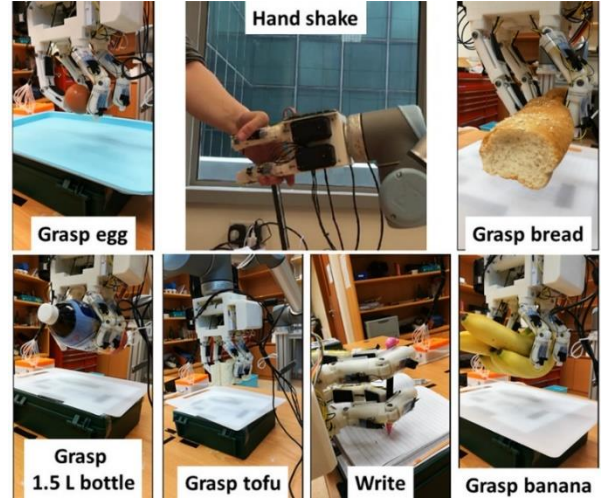 Hand shake
Grasp egg
Grasp bread
Grasp
1.5 L bottle
Grasp tofu
Write
Grasp banana